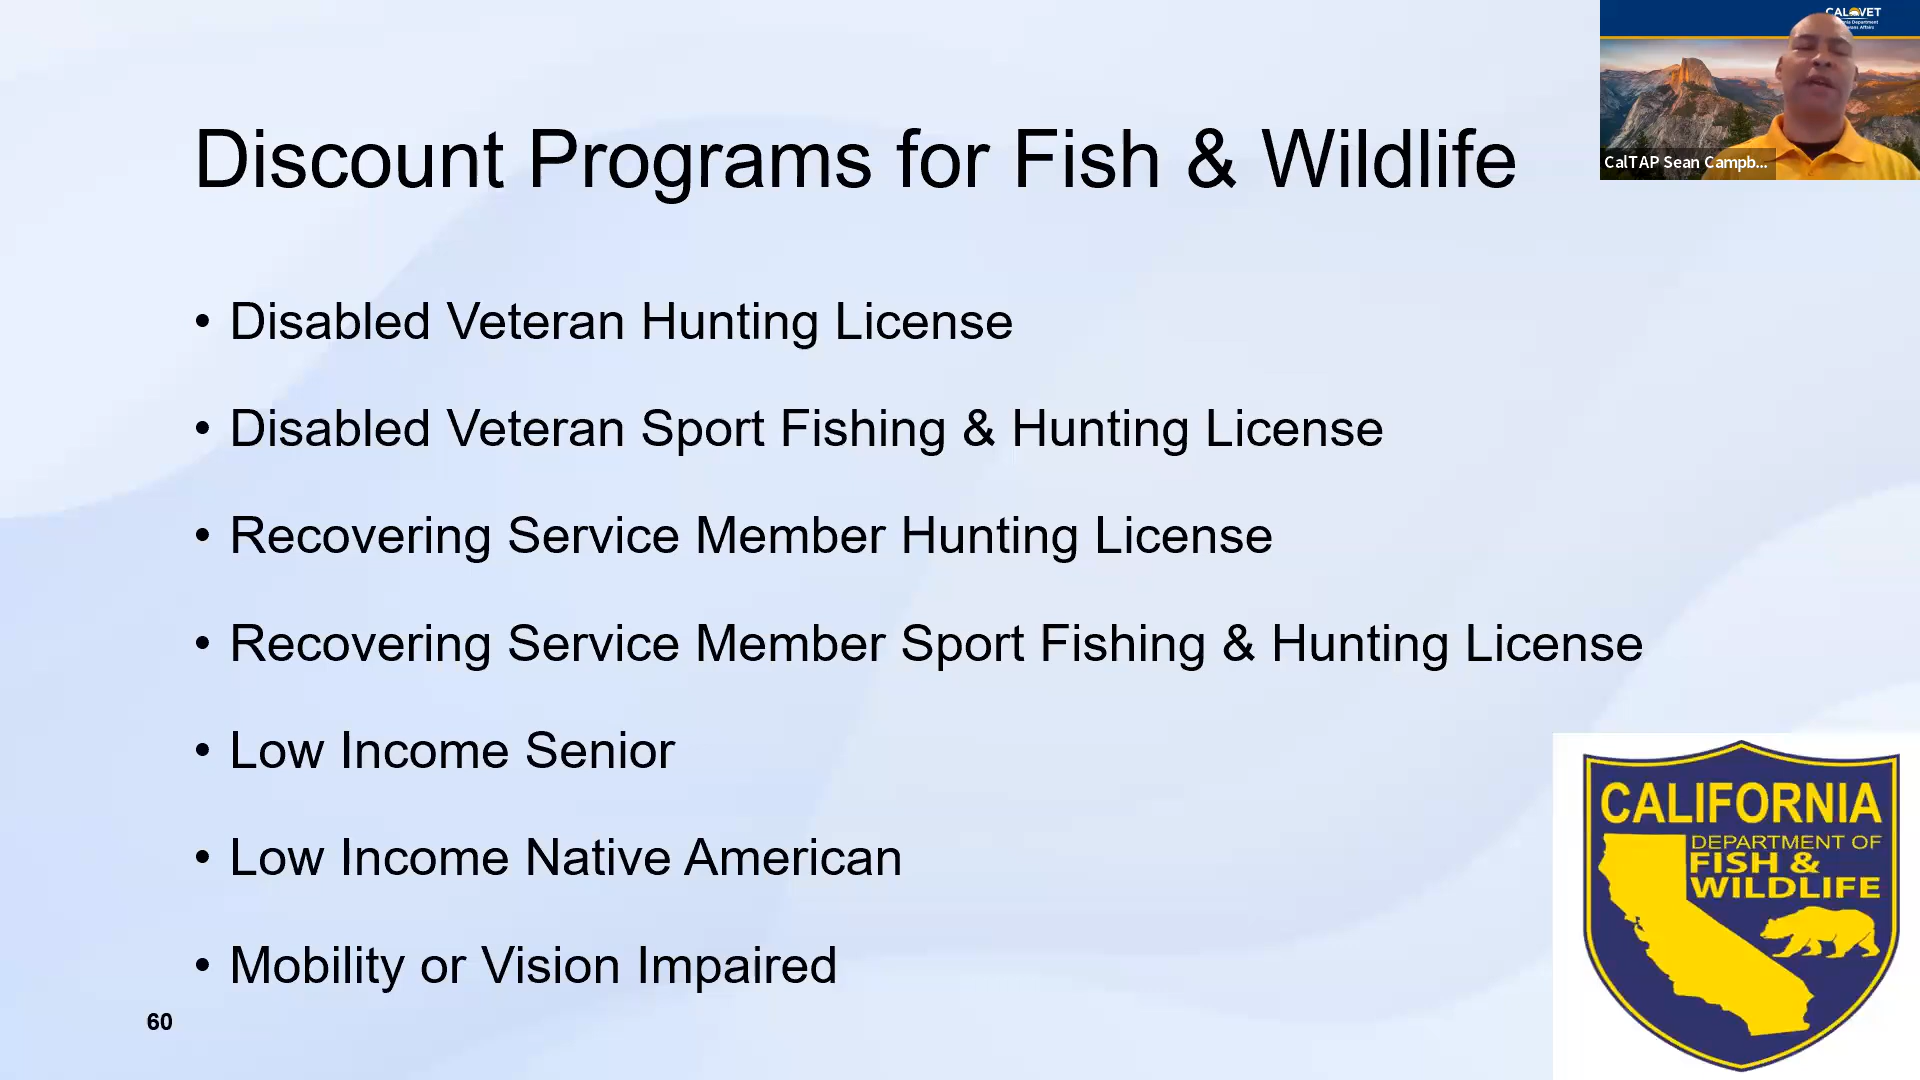 CAL VET
Discount Programs for Fish & Wildlife
CalTAP Sean Campb...
• Disabled Veteran Hunting License
• Disabled Veteran Sport Fishing & Hunting License
• Recovering Service Member Hunting License
• Recovering Service Member Sport Fishing & Hunting License
• Low Income Senior
• Low Income Native American
• Mobility or Vision Impaired
60
CALIFORNIA
DEPARTMENT OF
FISH &
WILDLIFE